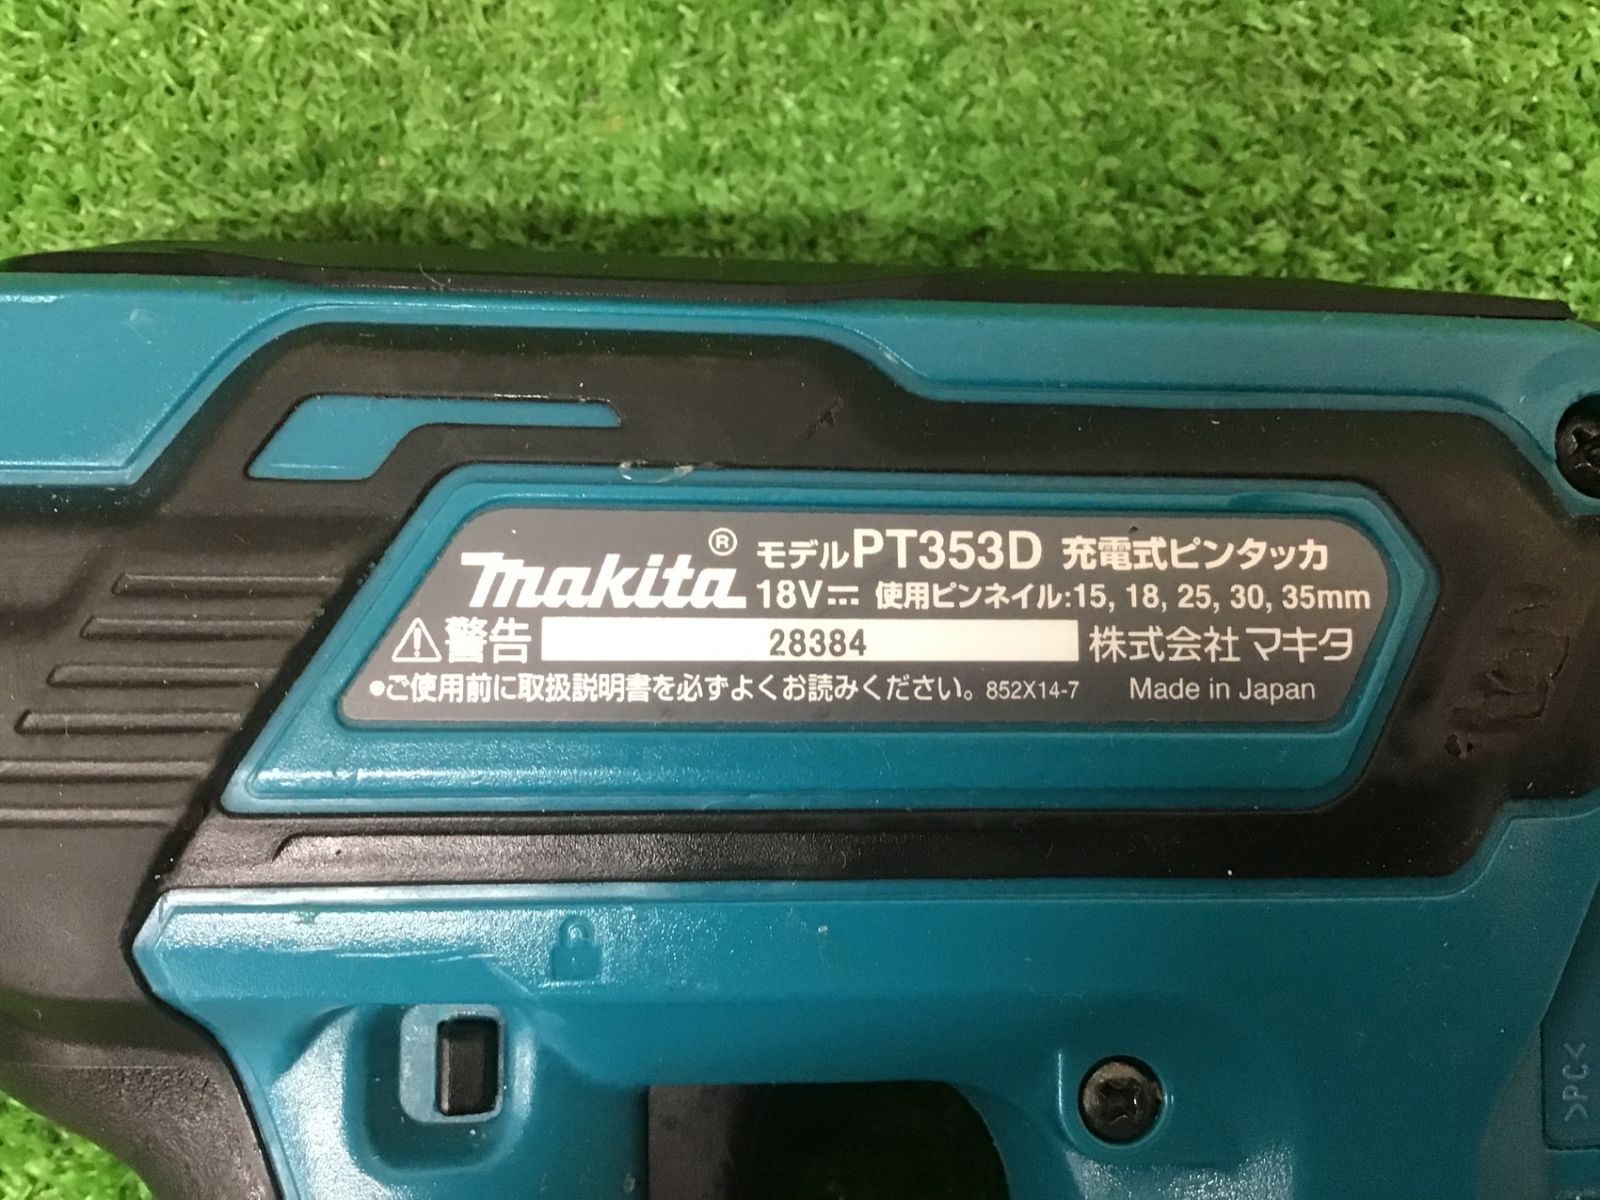 makita® モデルPT353D 充電式ピンタッカ
18V 使用ピンネイル:15, 18, 25, 30, 35mm
警告 28384 株式会社 マキタ
●ご使用前に取扱説明書を必ずよくお読みください。 852X14-7 Made in Japan
>PC<